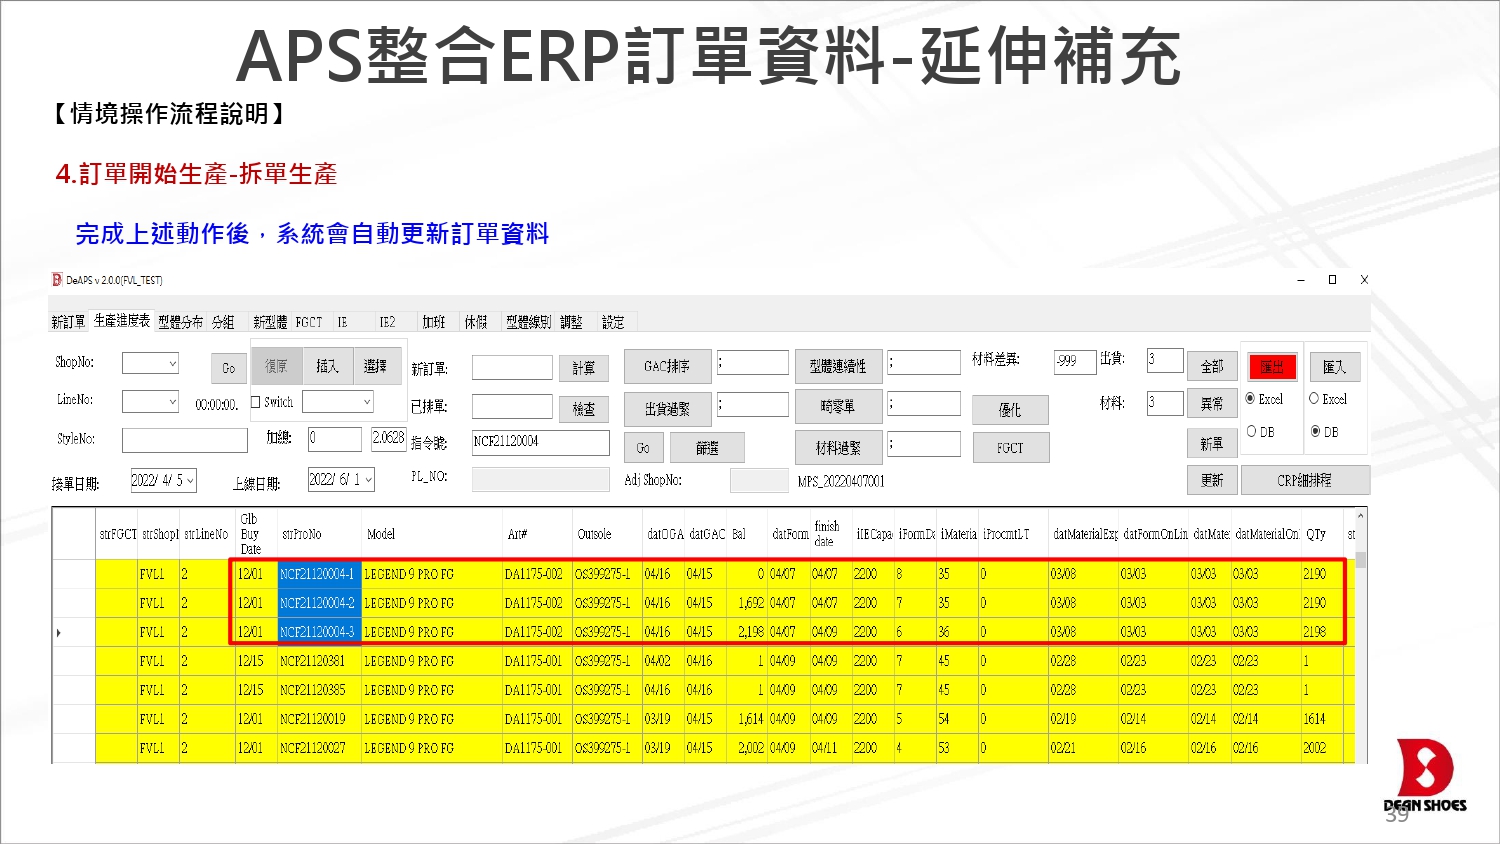 APS整合ERP訂單資料-延伸補充
【情境操作流程說明】
4.訂單開始生產-拆單生產
完成上述動作後，系統會自動更新訂單資料
DeAPS v 2.0.0(FVL_TEST)
新訂單 生產進度表 型體分布 分組 新型體 FGCT IE IE2 加班 休假 型體線別 調整 設定
ShopNo: Go 復原 插入 選擇 新訂單: 計算 GAC排序 ; 型體連續性 ; 材料差異: -999 出貨: 3 全部 匯出 匯入
LineNo: 00:00:00. Switch 已排單: 檢查 出貨過緊 ; 畸零單 ; 優化 材料: 3 異常 Excel Excel
StyleNo: 加總: 0 2.0628 指令號: NCF21120004 Go 篩選 材料過緊 ; FGCT 新單 DB DB
接單日期: 2022/ 4/ 5 上線日期: 2022/ 6/ 1 PL_NO: Adj ShopNo: MPS_20220407001 更新 CRP細排程
strFGCT strShopI strLineNo Glb Buy Date strProNo Model Art# Outsole datOGA datGAC Bal datForm finish date iIECapa iFormDa iMateria iProcmtLT datMaterialExp datFormOnLin datMate datMaterialOn QTy st
FVL1 2 12/01 NCF21120004-1 LEGEND 9 PRO FG DA1175-002 OS399275-1 04/16 04/15 0 04/07 04/07 2200 8 35 0 03/08 03/03 03/03 03/03 2190
FVL1 2 12/01 NCF21120004-2 LEGEND 9 PRO FG DA1175-002 OS399275-1 04/16 04/15 1,692 04/07 04/07 2200 7 35 0 03/08 03/03 03/03 03/03 2190
FVL1 2 12/01 NCF21120004-3 LEGEND 9 PRO FG DA1175-002 OS399275-1 04/16 04/15 2,198 04/07 04/09 2200 6 36 0 03/08 03/03 03/03 03/03 2198
FVL1 2 12/15 NCP21120381 LEGEND 9 PRO FG DA1175-001 OS399275-1 04/02 04/16 1 04/09 04/09 2200 7 45 0 02/28 02/23 02/23 02/23 1
FVL1 2 12/15 NCP21120385 LEGEND 9 PRO FG DA1175-001 OS399275-1 04/16 04/16 1 04/09 04/09 2200 7 45 0 02/28 02/23 02/23 02/23 1
FVL1 2 12/01 NCF21120019 LEGEND 9 PRO FG DA1175-001 OS399275-1 03/19 04/15 1,614 04/09 04/09 2200 5 54 0 02/19 02/14 02/14 02/14 1614
FVL1 2 12/01 NCF21120027 LEGEND 9 PRO FG DA1175-001 OS399275-1 03/19 04/15 2,002 04/09 04/11 2200 4 53 0 02/21 02/16 02/16 02/16 2002
DEAN SHOES
39